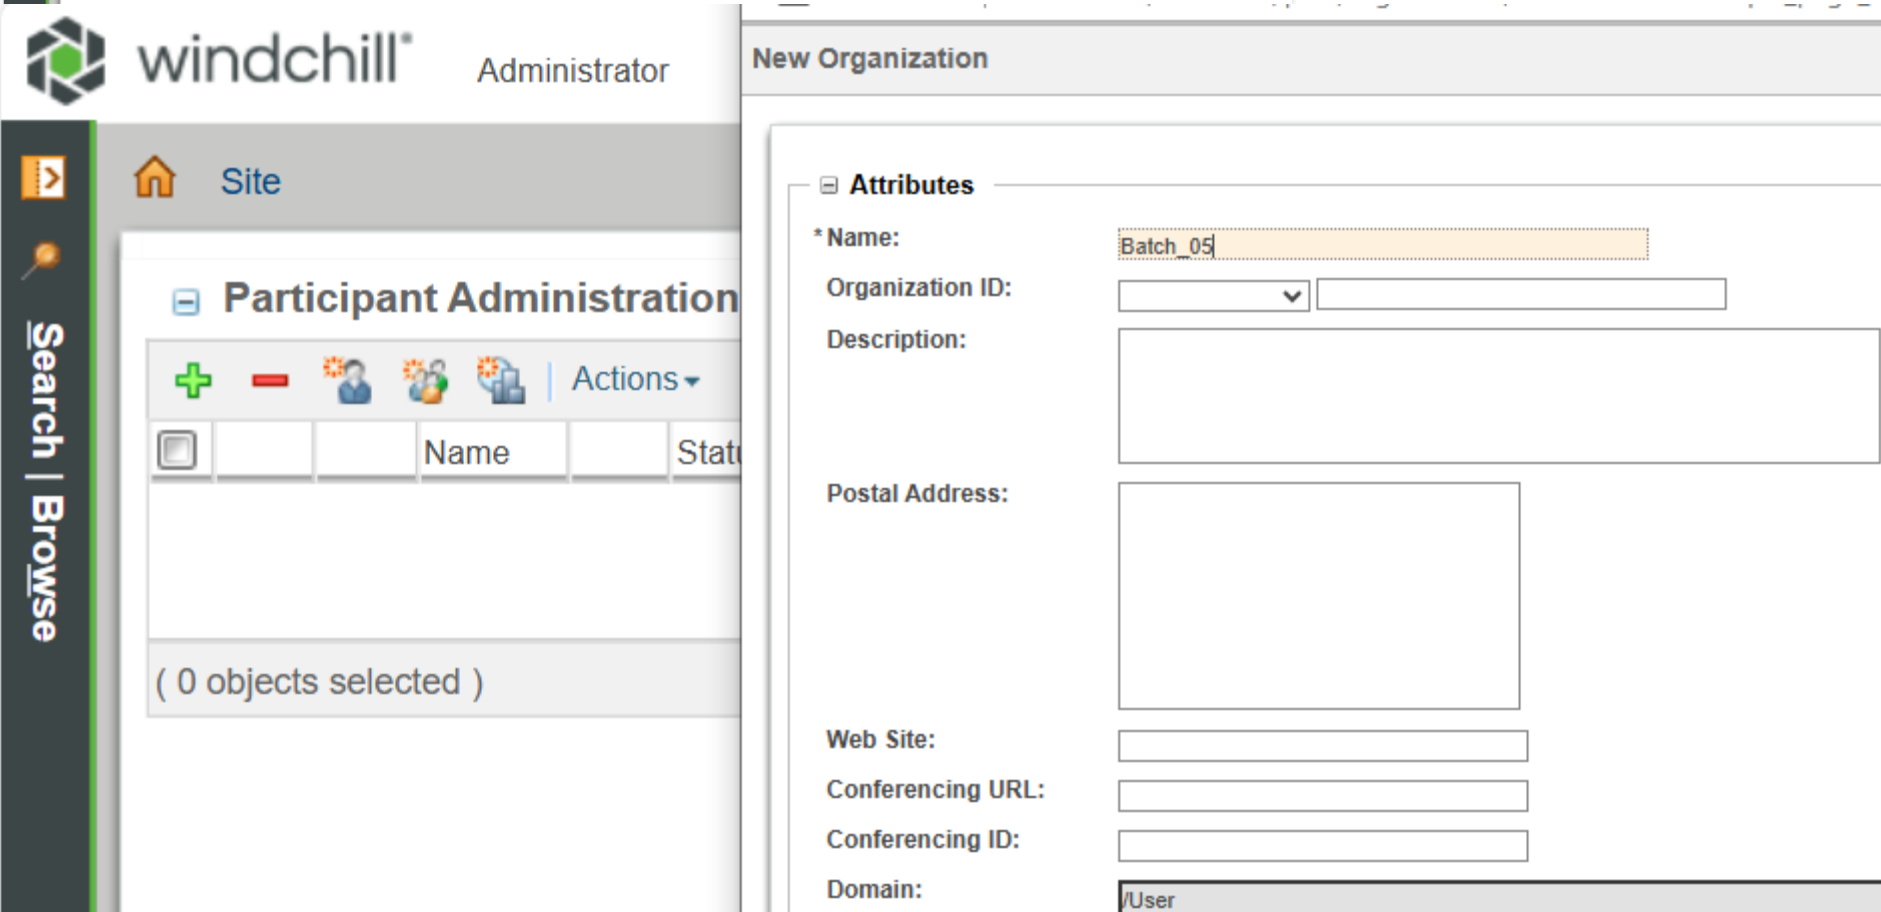 windchill®
Administrator
Site
Search | Browse
Participant Administration
Actions
Name
( 0 objects selected )
New Organization
Attributes
* Name:
Batch_05
Organization ID:
Description:
Postal Address:
Web Site:
Conferencing URL:
Conferencing ID:
Domain:
/User